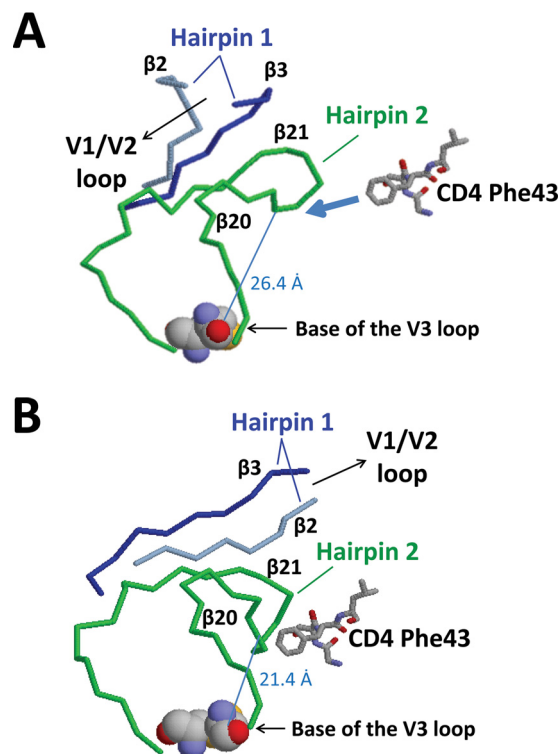 A
Hairpin 1
β2
β3
V1/V2
loop
β21
Hairpin 2
CD4 Phe43
β20
26.4 Å
Base of the V3 loop
B
Hairpin 1
V1/V2
loop
β3
β2
Hairpin 2
β21
β20
CD4 Phe43
21.4 Å
Base of the V3 loop